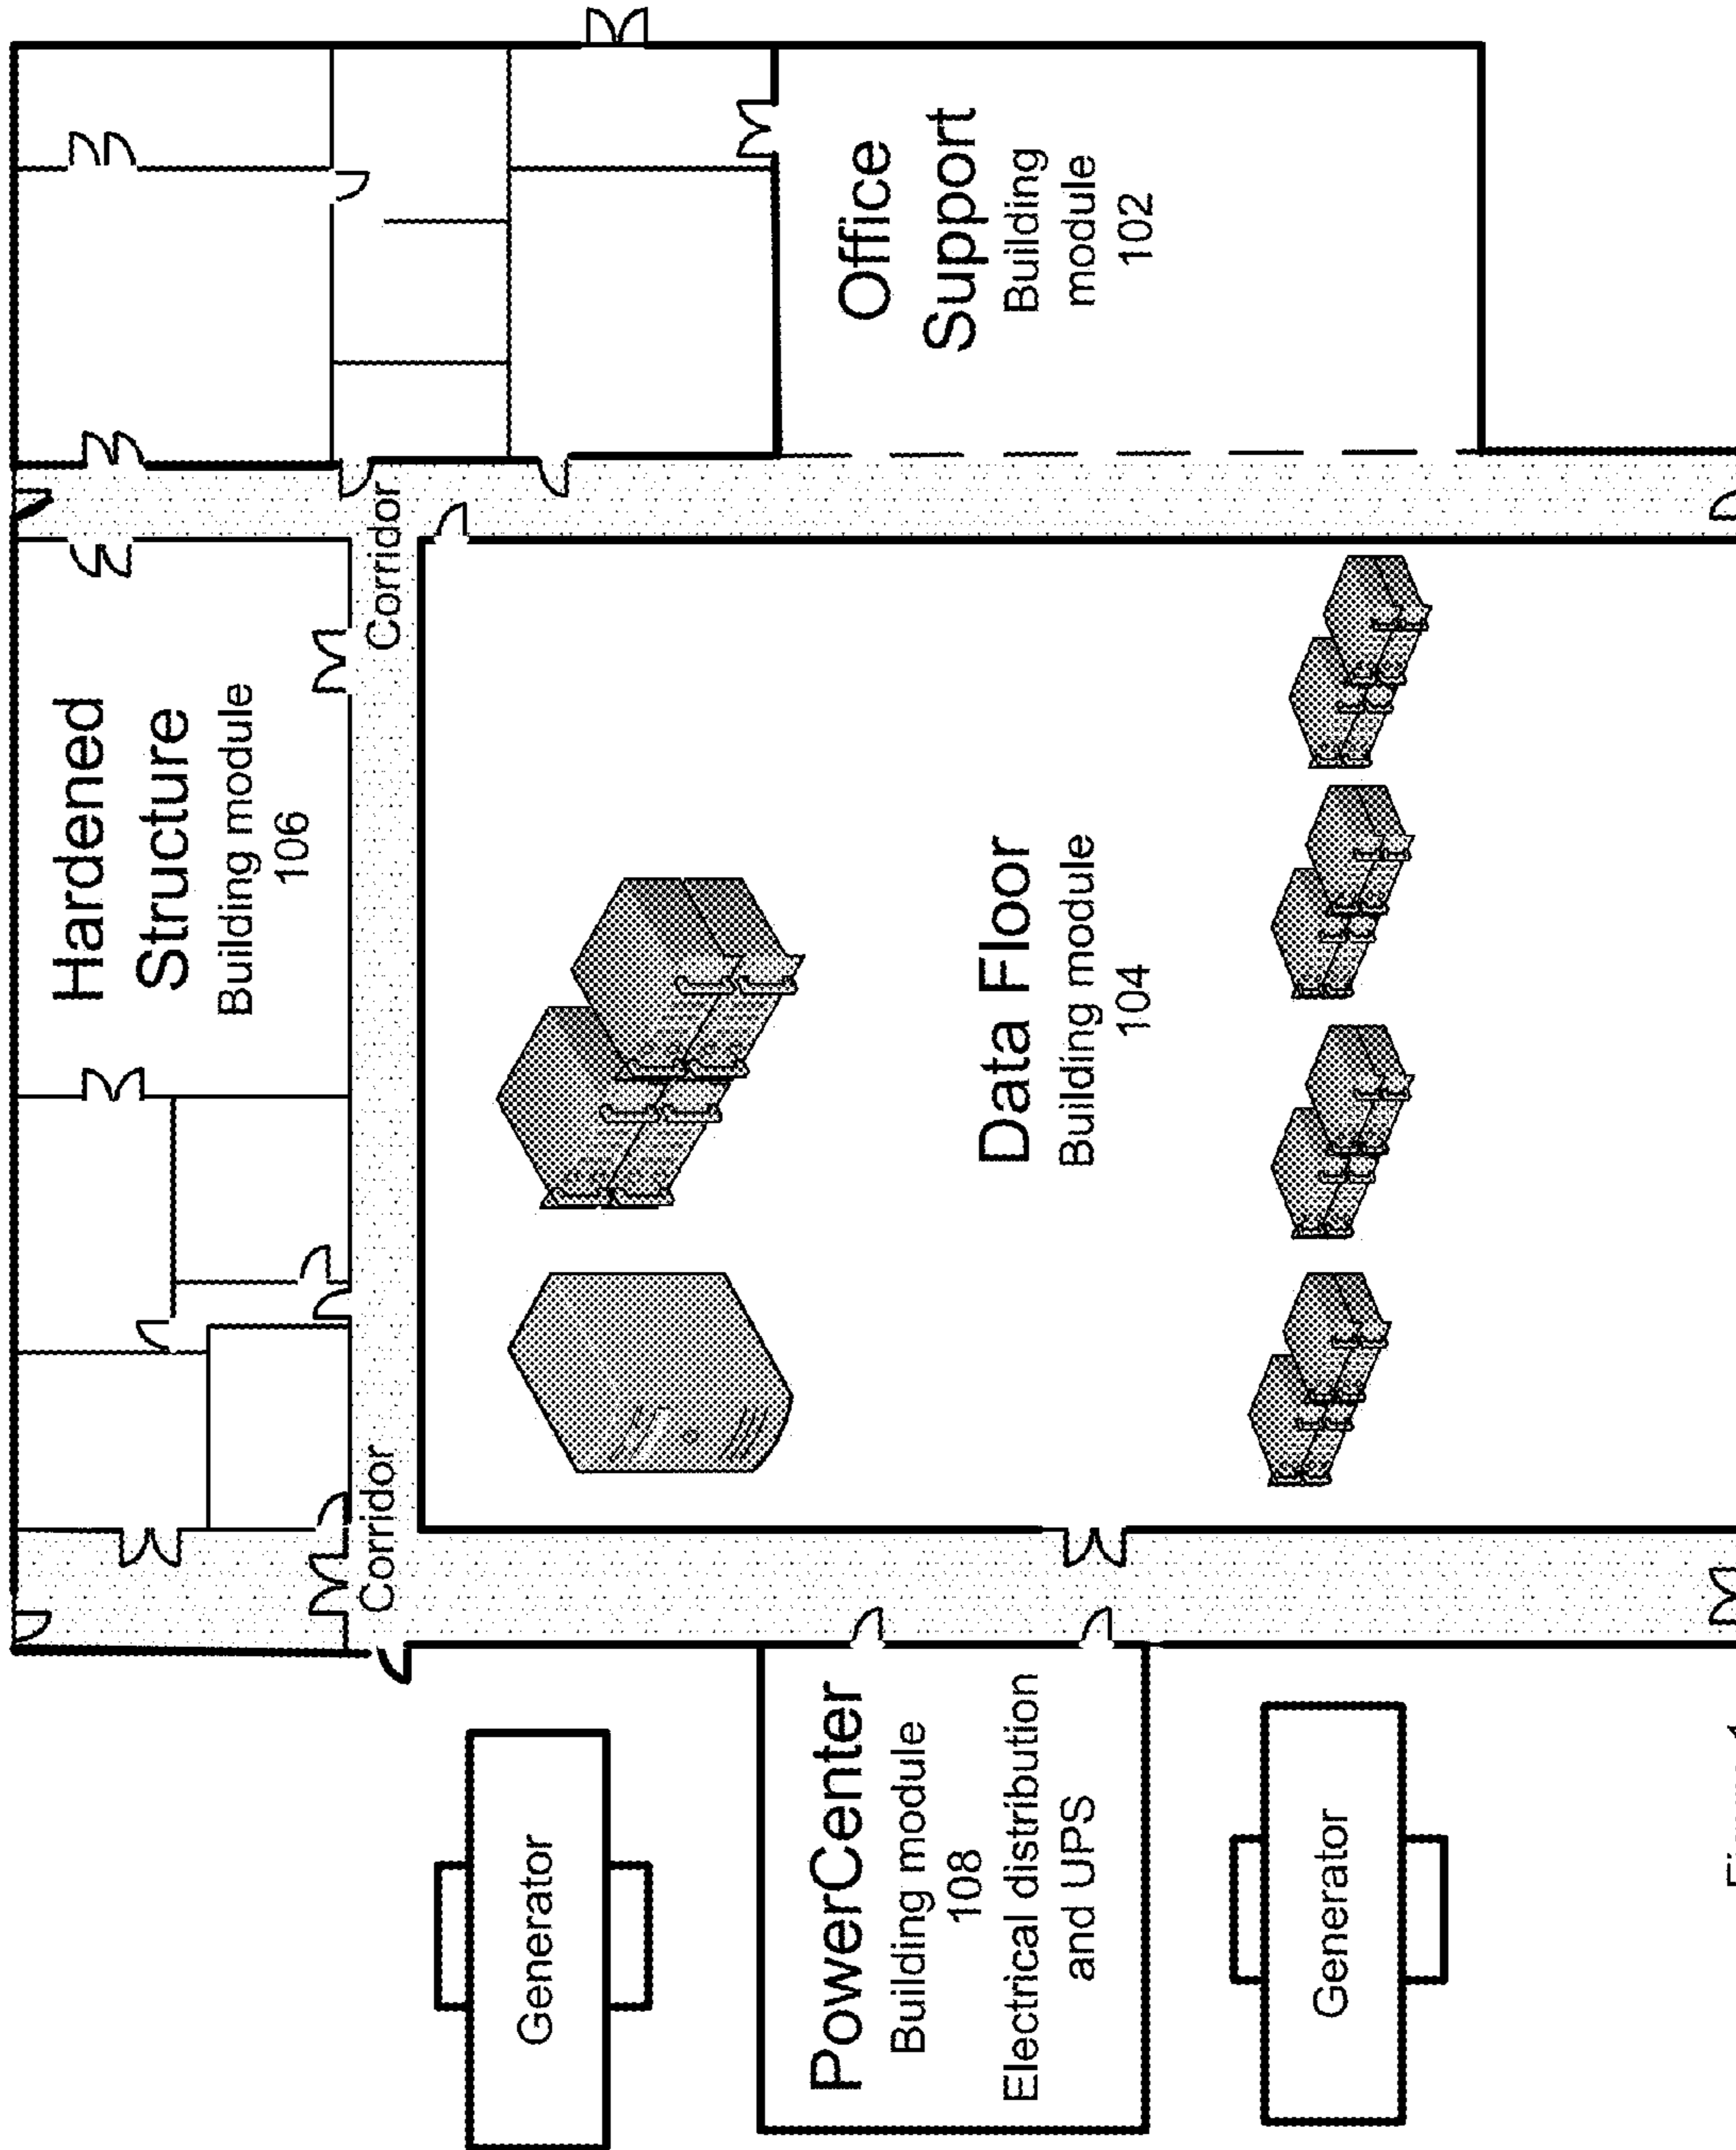 Hardened
Structure
Building module
106
Corridor
Corridor
Office
Support
Building
module
102
Data Floor
Building module
104
Generator
PowerCenter
Building module
108
Electrical distribution
and UPS
Generator